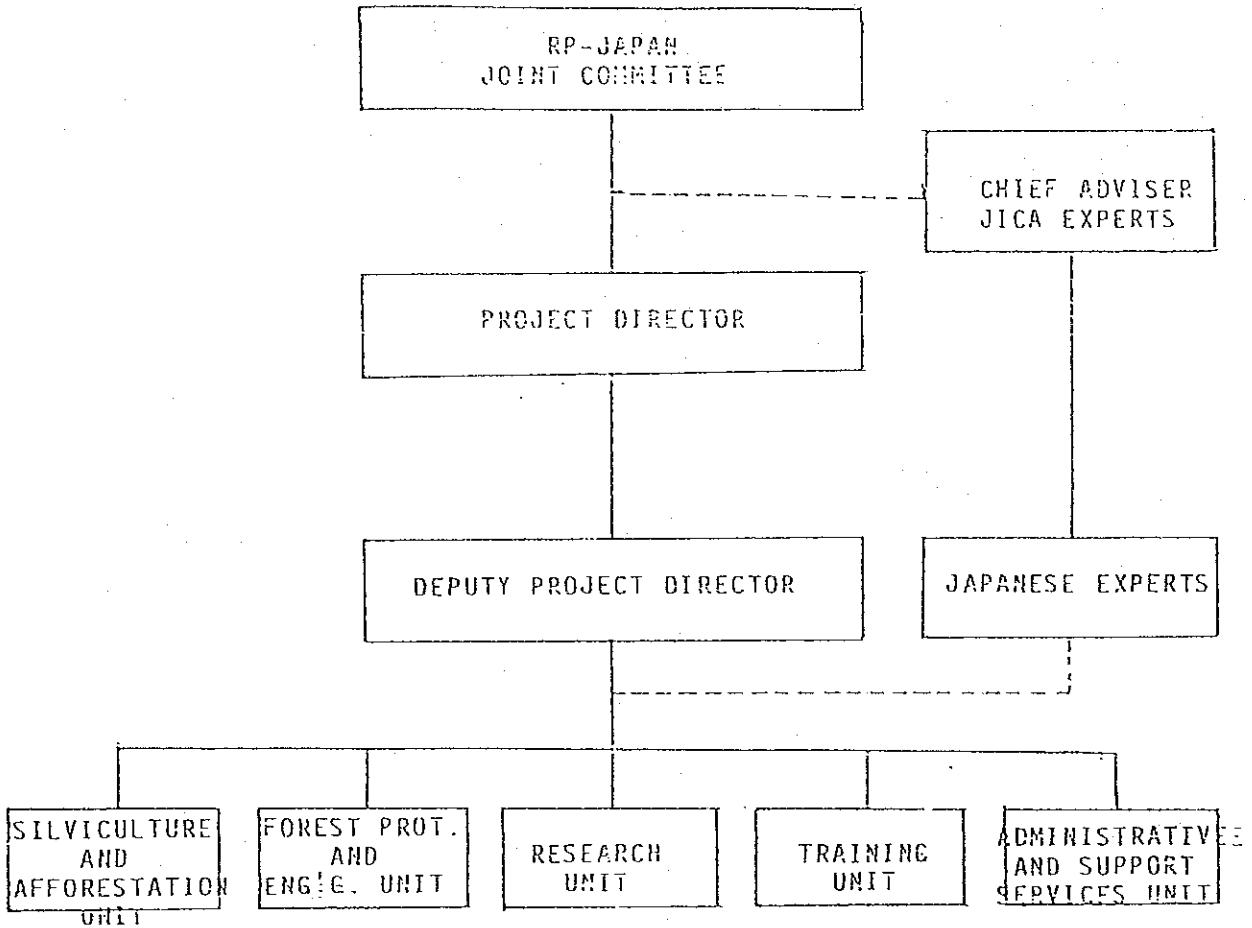 RP-JAPAN
JOINT COMMITTEE
CHIEF ADVISER
JICA EXPERTS
PROJECT DIRECTOR
DEPUTY PROJECT DIRECTOR
JAPANESE EXPERTS
SILVICULTURE
AND
AFFORESTATION
UNIT
FOREST PROT.
AND
ENG'G. UNIT
RESEARCH
UNIT
TRAINING
UNIT
ADMINISTRATIVEE
AND SUPPORT
SERVICES UNIT